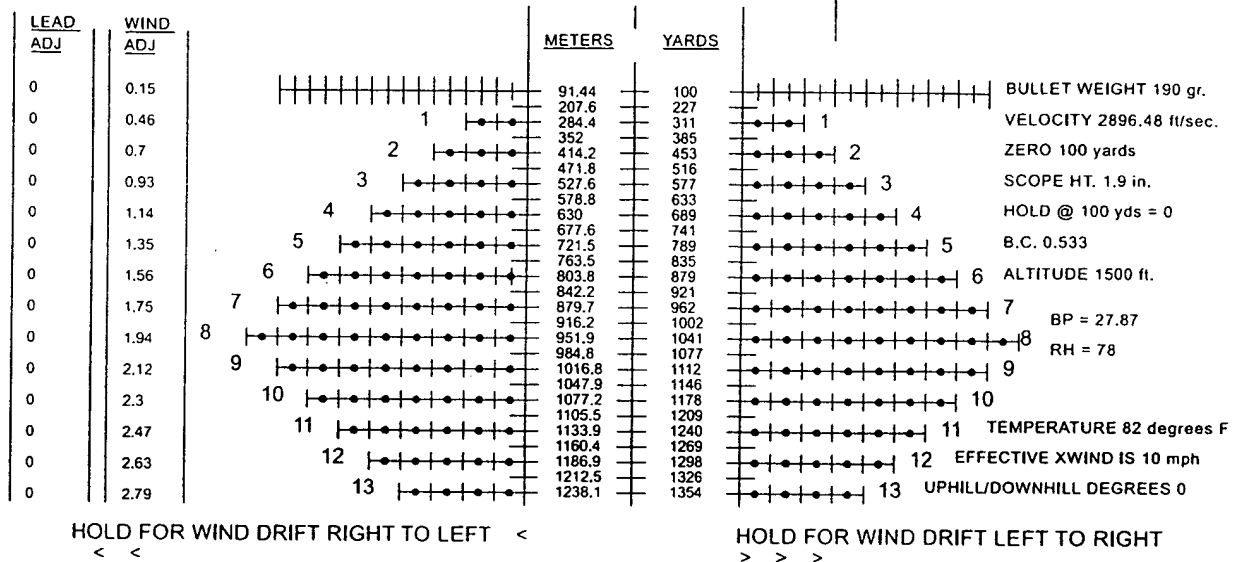 LEAD WIND
ADJ ADJ METERS YARDS
0 0.15 91.44 100 BULLET WEIGHT 190 gr.
207.6 227
0 0.46 1 284.4 311 1 VELOCITY 2896.48 ft/sec.
352 385
0 0.7 2 414.2 453 2 ZERO 100 yards
471.8 516
0 0.93 3 527.6 577 3 SCOPE HT. 1.9 in.
578.8 633
0 1.14 4 630 689 4 HOLD @ 100 yds = 0
677.6 741
0 1.35 5 721.5 789 5 B.C. 0.533
763.5 835
0 1.56 6 803.8 879 6 ALTITUDE 1500 ft.
842.2 921
0 1.75 7 879.7 962 7
916.2 1002 BP = 27.87
0 1.94 8 951.9 1041 8
984.8 1077 RH = 78
0 2.12 9 1016.8 1112 9
1047.9 1146
0 2.3 10 1077.2 1178 10
1105.5 1209
0 2.47 11 1133.9 1240 11 TEMPERATURE 82 degrees F
1160.4 1269
0 2.63 12 1186.9 1298 12 EFFECTIVE XWIND IS 10 mph
1212.5 1326
0 2.79 13 1238.1 1354 13 UPHILL/DOWNHILL DEGREES 0
HOLD FOR WIND DRIFT RIGHT TO LEFT < HOLD FOR WIND DRIFT LEFT TO RIGHT
< < > > >